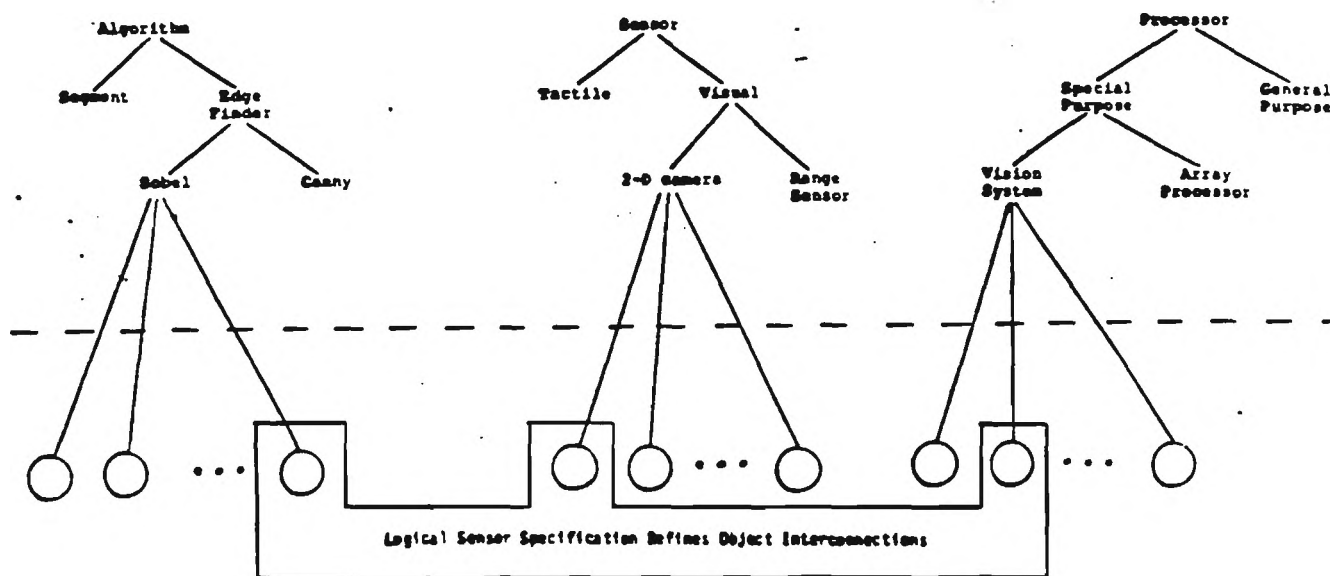 Algorithm
Sensor
Processor
Segment
Edge
Finder
Tactile
Visual
Special
Purpose
General
Purpose
Sobel
Canny
2-D camera
Range
Sensor
Vision
System
Array
Processor
Logical Sensor Specification Defines Object Interconnections